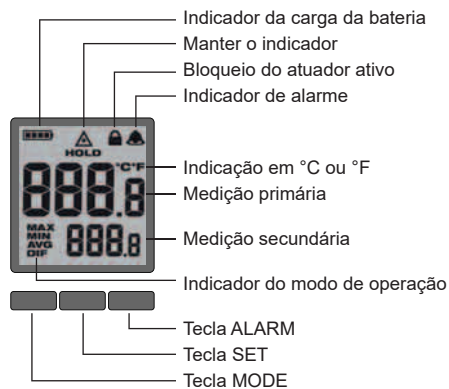 Indicador da carga da bateria
Manter o indicador
Bloqueio do atuador ativo
Indicador de alarme
HOLD
°C°F
Indicação em °C ou °F
888.8
Medição primária
MAX
MIN
AVG
DIF
888.8
Medição secundária
Indicador do modo de operação
Tecla ALARM
Tecla SET
Tecla MODE